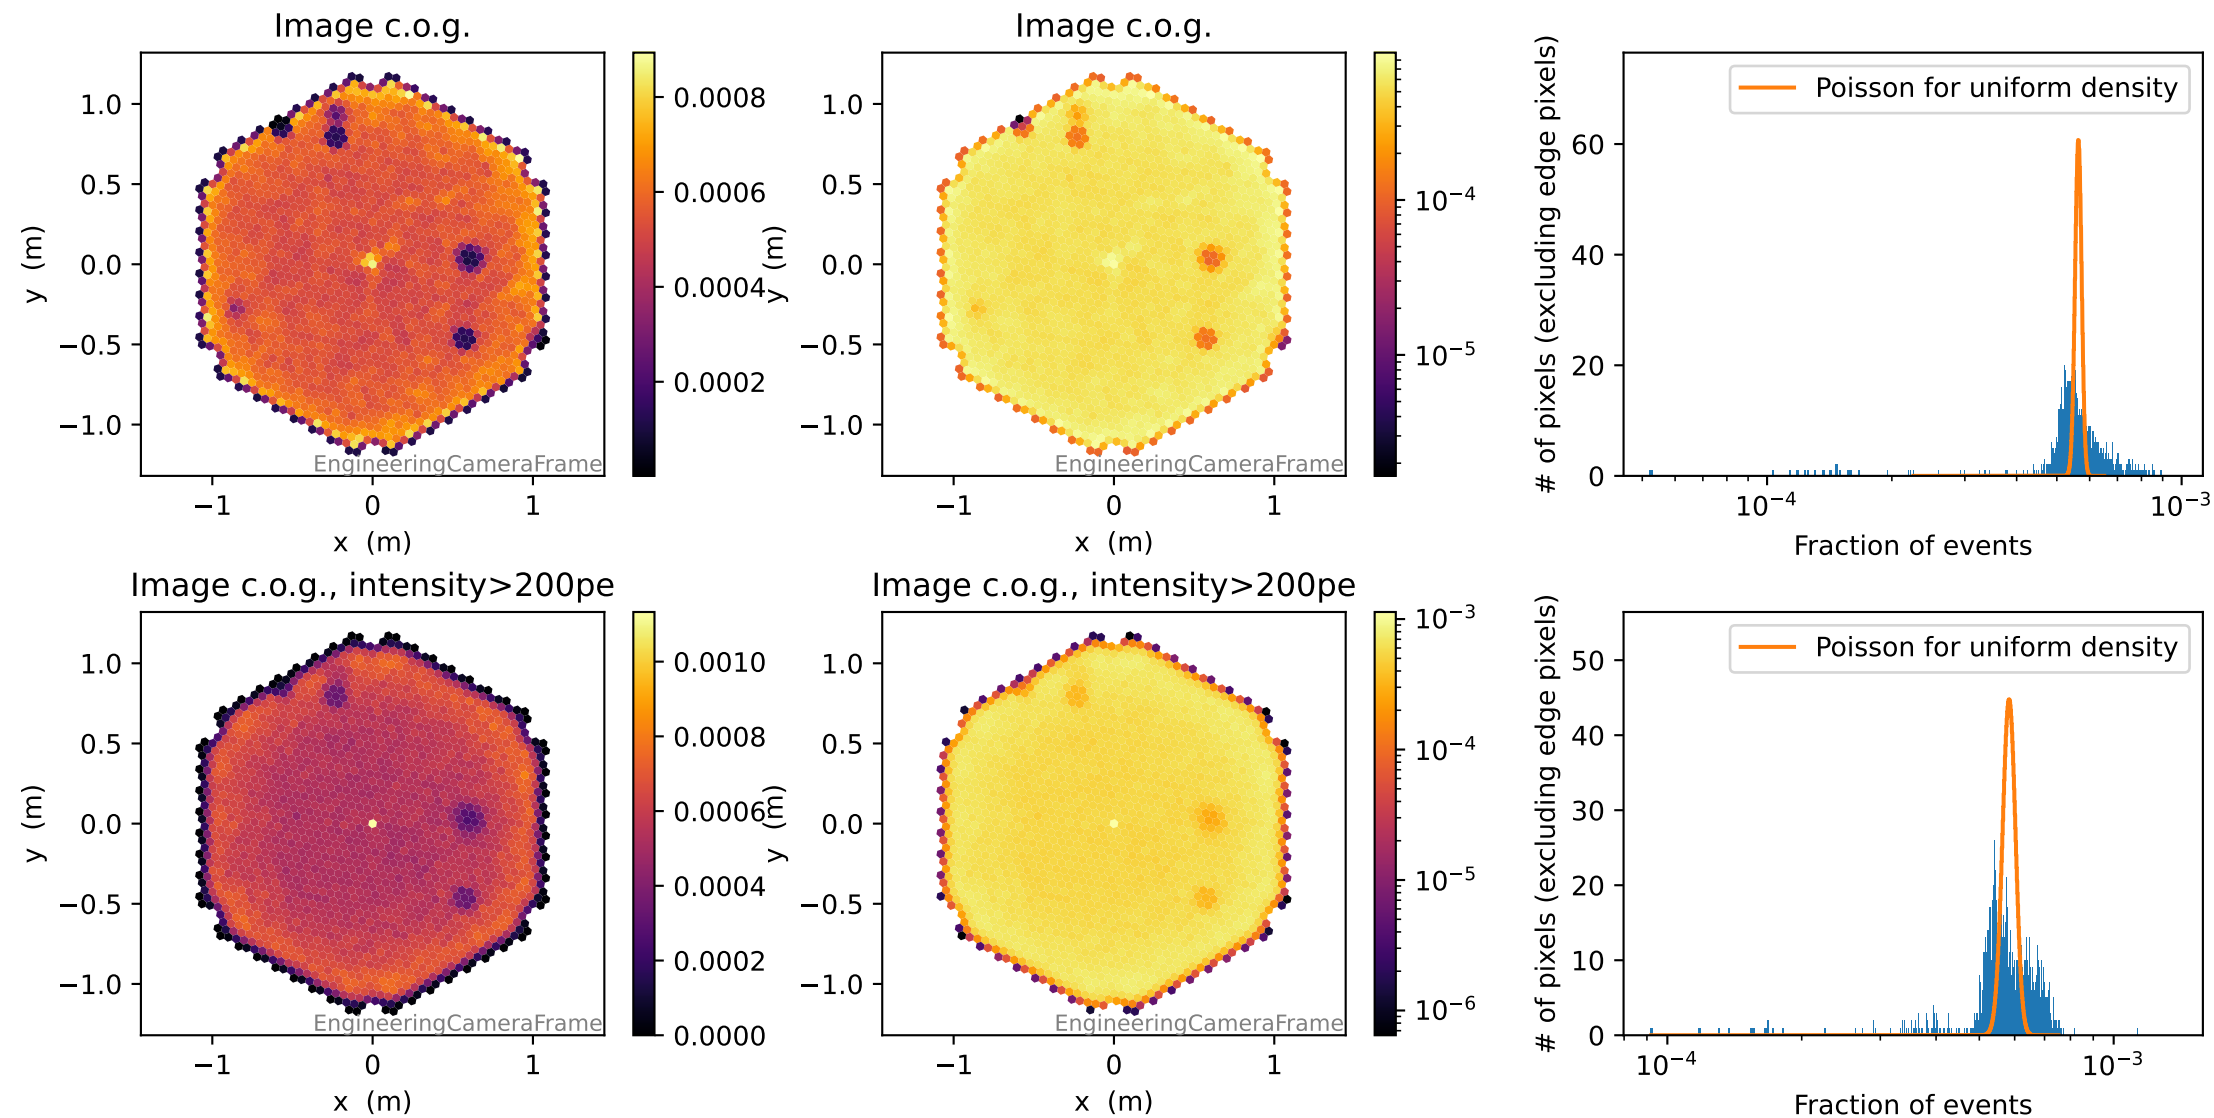 Image c.o.g.
1.0
0.5
0.0
−0.5
−1.0
y (m)
−1
0
1
x (m)
EngineeringCameraFrame
0.0008
0.0006
0.0004
0.0002
Image c.o.g.
1.0
0.5
0.0
−0.5
−1.0
y (m)
−1
0
1
x (m)
EngineeringCameraFrame
10⁻⁴
10⁻⁵
# of pixels (excluding edge pixels)
60
40
20
0
Poisson for uniform density
10⁻⁴
10⁻³
Fraction of events
Image c.o.g., intensity>200pe
1.0
0.5
0.0
−0.5
−1.0
y (m)
−1
0
1
x (m)
EngineeringCameraFrame
0.0010
0.0008
0.0006
0.0004
0.0002
0.0000
Image c.o.g., intensity>200pe
1.0
0.5
0.0
−0.5
−1.0
y (m)
−1
0
1
x (m)
EngineeringCameraFrame
10⁻³
10⁻⁴
10⁻⁵
10⁻⁶
# of pixels (excluding edge pixels)
50
40
30
20
10
0
Poisson for uniform density
10⁻⁴
10⁻³
Fraction of events